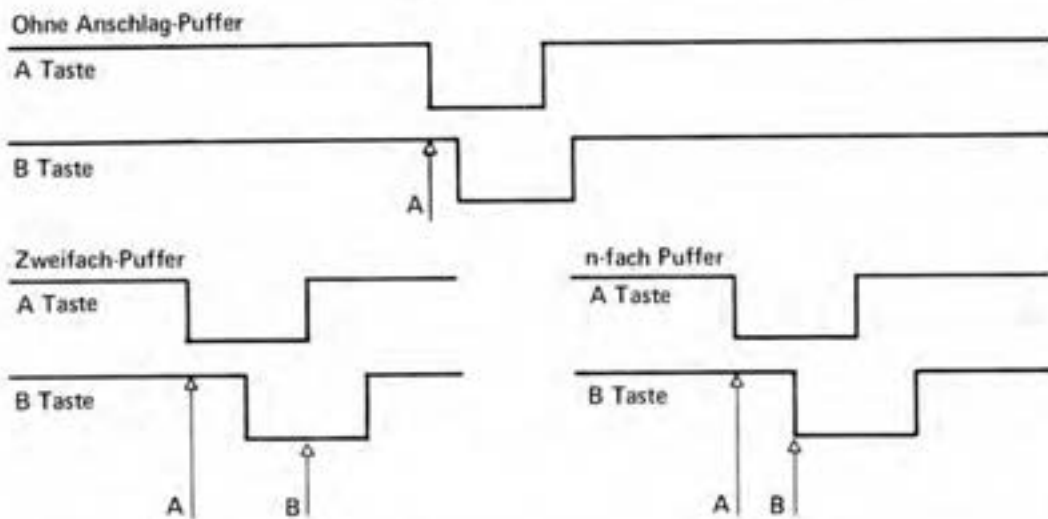 Ohne Anschlag-Puffer
A Taste
B Taste
A
Zweifach-Puffer
A Taste
B Taste
A
B
n-fach Puffer
A Taste
B Taste
A
B